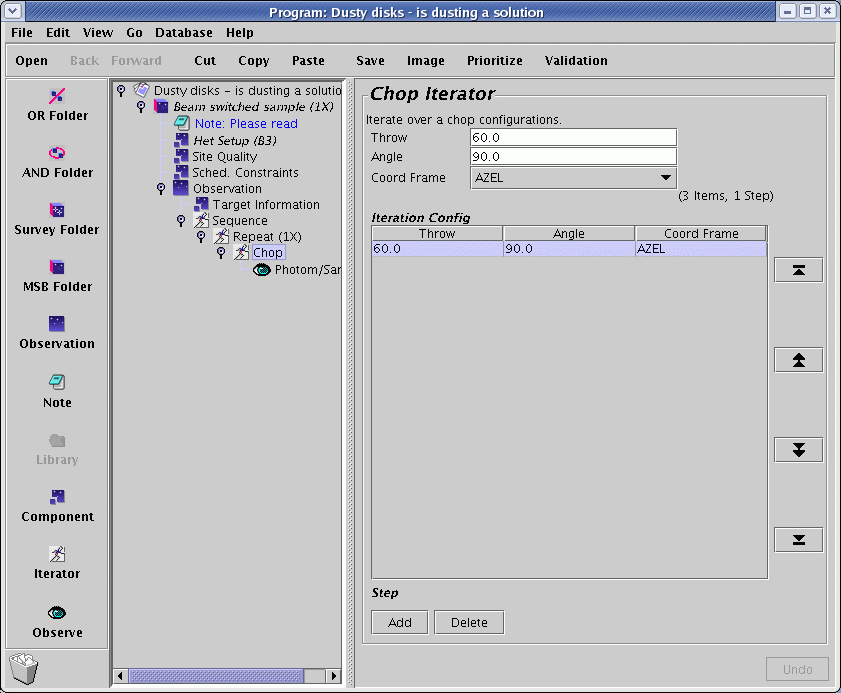 Program: Dusty disks - is dusting a solution
File Edit View Go Database Help
Open Back Forward Cut Copy Paste Save Image Prioritize Validation
OR Folder
AND Folder
Survey Folder
MSB Folder
Observation
Note
Library
Component
Iterator
Observe
Dusty disks - is dusting a solutio
Beam switched sample (1X)
Note: Please read
Het Setup (B3)
Site Quality
Sched. Constraints
Observation
Target Information
Sequence
Repeat (1X)
Chop
Photom/Sar
Chop Iterator
Iterate over a chop configurations.
Throw 60.0
Angle 90.0
Coord Frame AZEL
(3 Items, 1 Step)
Iteration Config
Throw Angle Coord Frame
60.0 90.0 AZEL
Step
Add Delete
Undo